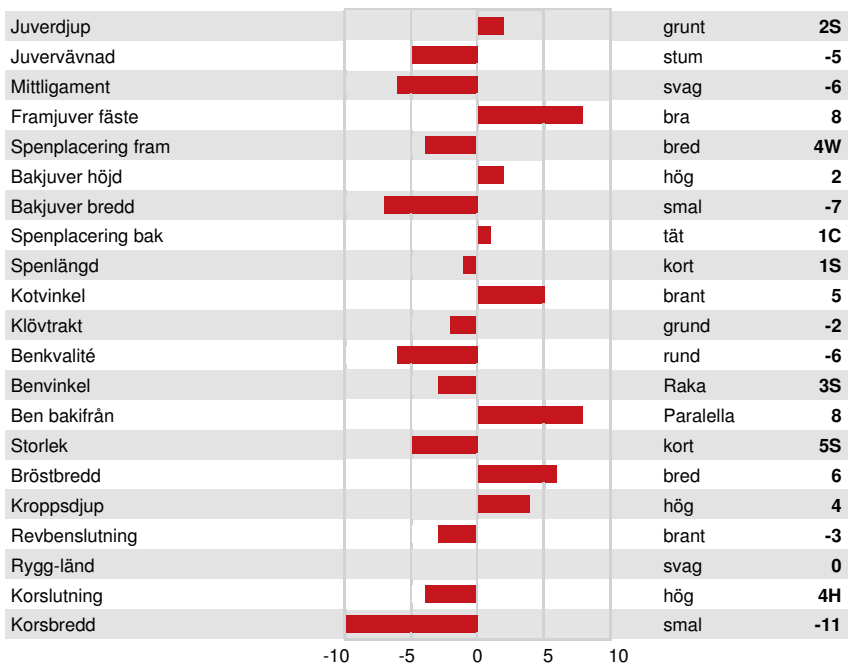 Juverdjup grunt 2S
Juvervävnad stum -5
Mittligament svag -6
Framjuver fäste bra 8
Spenplacering fram bred 4W
Bakjuver höjd hög 2
Bakjuver bredd smal -7
Spenplacering bak tät 1C
Spenlängd kort 1S
Kotvinkel brant 5
Klövtrakt grund -2
Benkvalité rund -6
Benvinkel Raka 3S
Ben bakifrån Paralella 8
Storlek kort 5S
Bröstbredd bred 6
Kroppsdjup hög 4
Revbenslutning brant -3
Rygg-länd svag 0
Korslutning hög 4H
Korsbredd smal -11
-10 -5 0 5 10